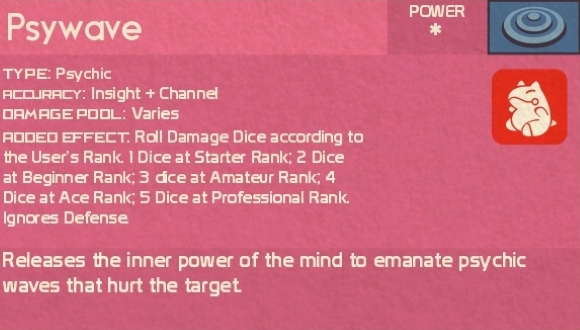 Psywave
POWER
*
TYPE: Psychic
ACCURACY: Insight + Channel
DAMAGE POOL: Varies
ADDED EFFECT: Roll Damage Dice according to
the User's Rank. 1 Dice at Starter Rank; 2 Dice
at Beginner Rank; 3 dice at Amateur Rank; 4
Dice at Ace Rank; 5 Dice at Professional Rank.
Ignores Defense.
Releases the inner power of the mind to emanate psychic
waves that hurt the target.